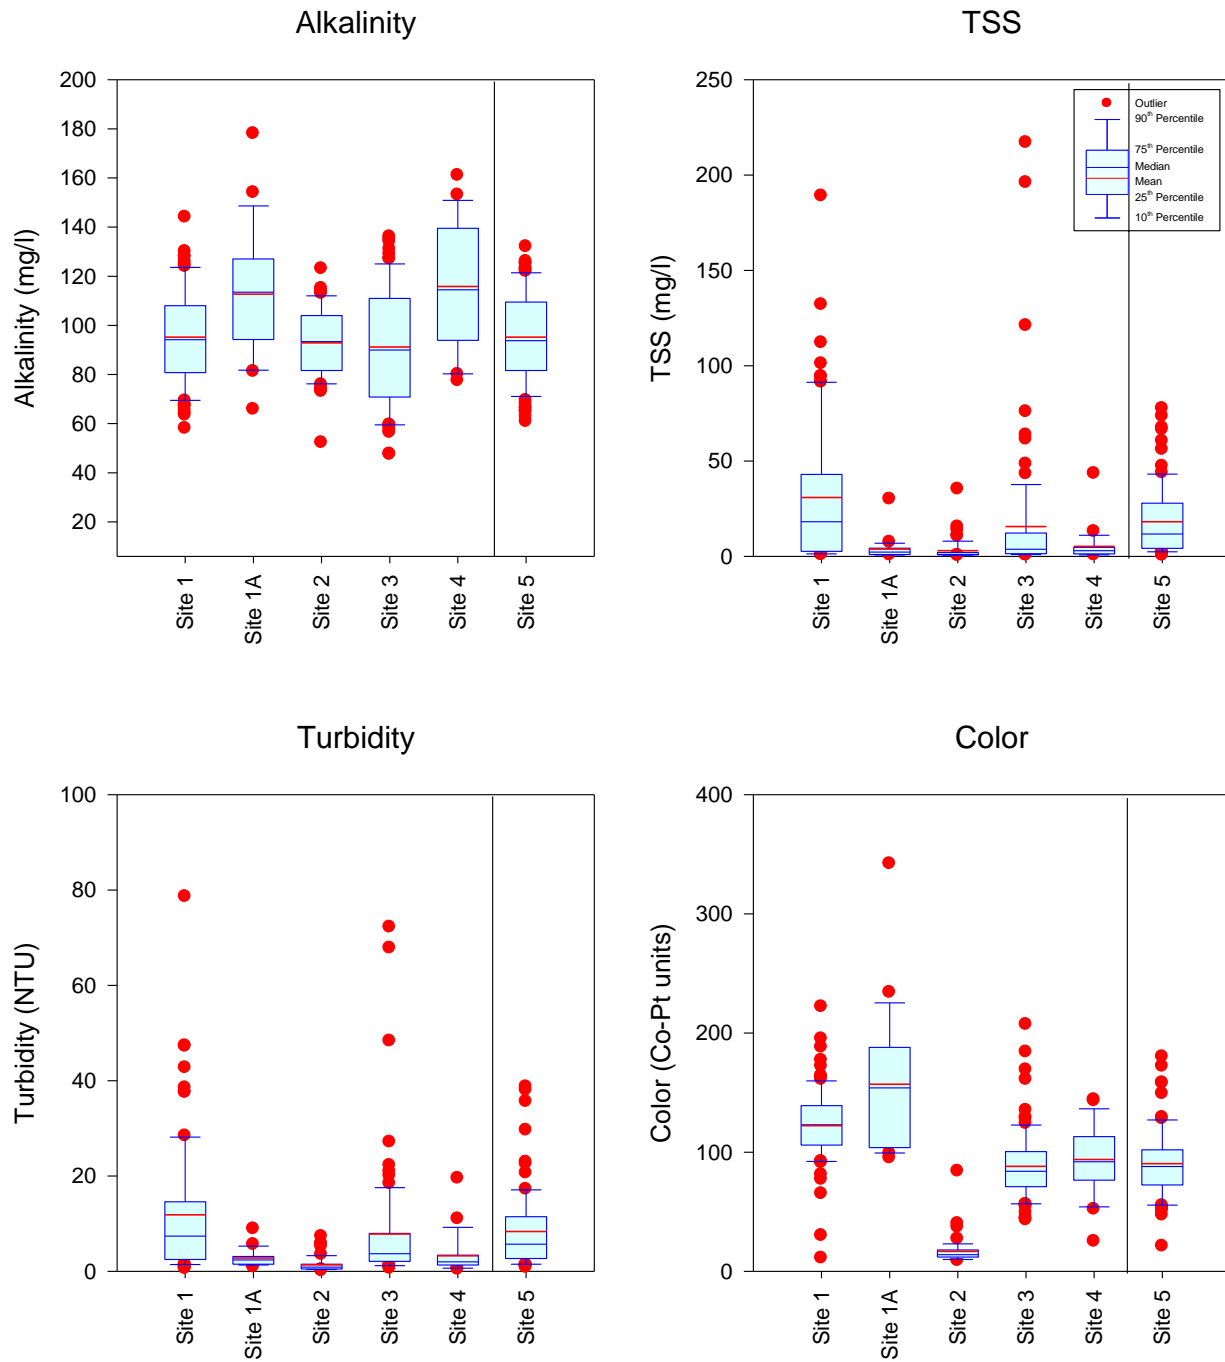 Alkalinity
Alkalinity (mg/l)
200
180
160
140
120
100
80
60
40
20
Site 1
Site 1A
Site 2
Site 3
Site 4
Site 5
TSS
TSS (mg/l)
250
200
150
100
50
0
Outlier
90th Percentile
75th Percentile
Median
Mean
25th Percentile
10th Percentile
Site 1
Site 1A
Site 2
Site 3
Site 4
Site 5
Turbidity
Turbidity (NTU)
100
80
60
40
20
0
Site 1
Site 1A
Site 2
Site 3
Site 4
Site 5
Color
Color (Co-Pt units)
400
300
200
100
0
Site 1
Site 1A
Site 2
Site 3
Site 4
Site 5